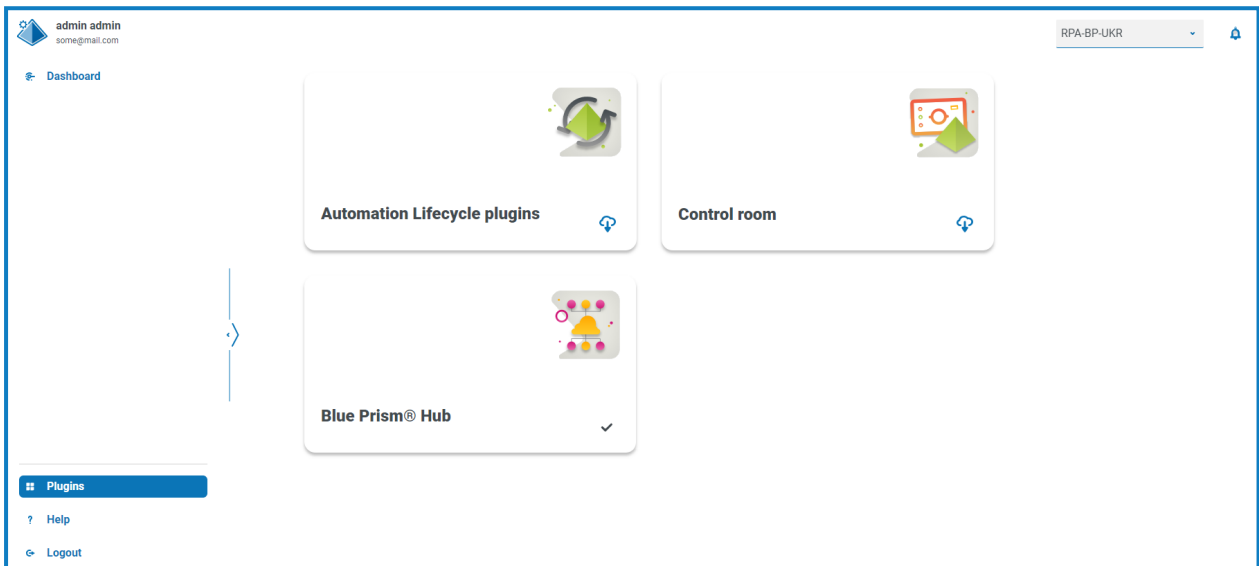 admin admin
some@mail.com
RPA-BP-UKR
Dashboard
Automation Lifecycle plugins
Control room
Blue Prism® Hub
Plugins
? Help
Logout